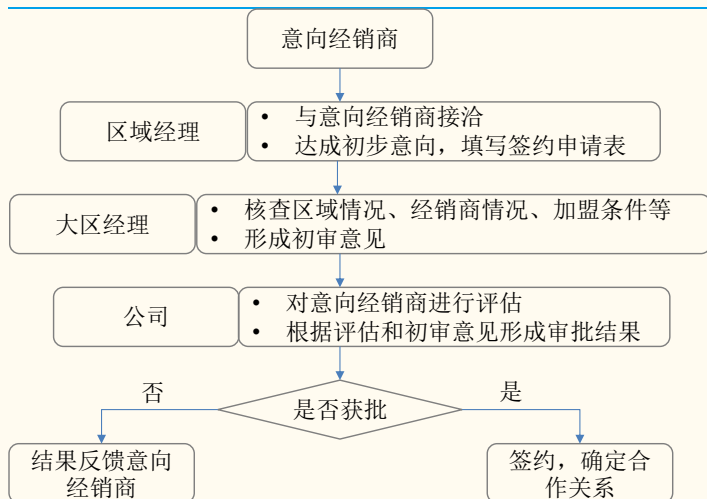 意向经销商
区域经理
• 与意向经销商接洽
• 达成初步意向，填写签约申请表
大区经理
• 核查区域情况、经销商情况、加盟条件等
• 形成初审意见
公司
• 对意向经销商进行评估
• 根据评估和初审意见形成审批结果
否
是否获批
是
结果反馈意向
经销商
签约，确定合
作关系